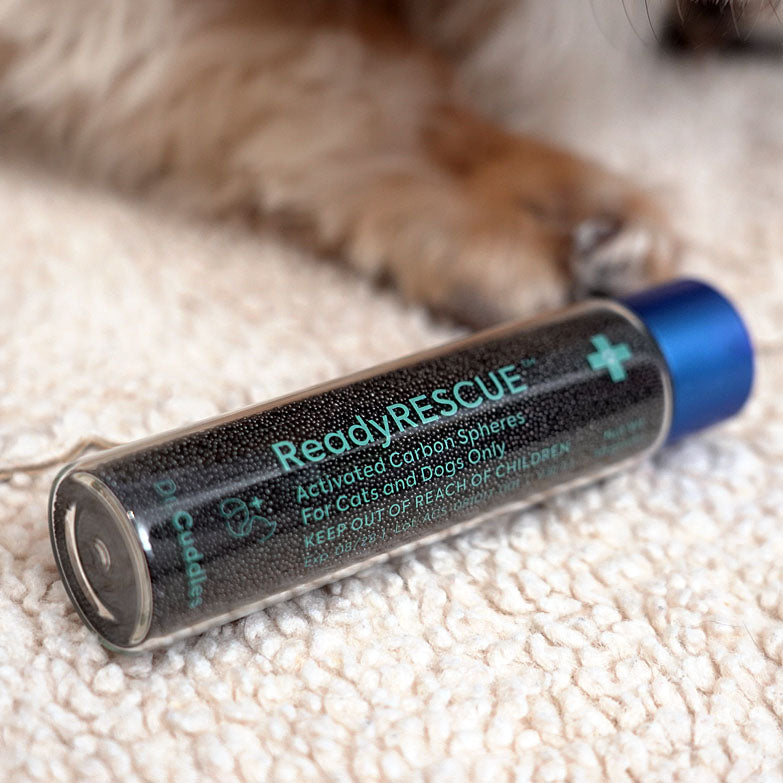 ReadyRESCUE™
Activated Carbon Spheres
For Cats and Dogs Only
KEEP OUT OF REACH OF CHILDREN
Dr. Cuddles